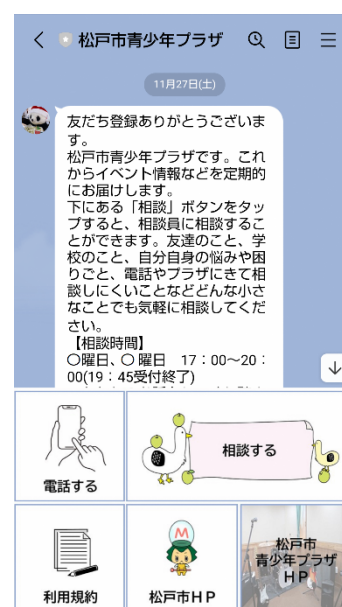 松戸市青少年プラザ
11月27日(土)
友だち登録ありがとうございま
す。
松戸市青少年プラザです。これ
からイベント情報などを定期的
にお届けします。
下にある「相談」ボタンをタッ
プすると、相談員に相談するこ
とができます。友達のこと、学
校のこと、自分自身の悩みや困
りごと、電話やプラザにきて相
談しにくいことなどどんな小さ
なことでも気軽に相談してくだ
さい。
【相談時間】
○曜日、○ 曜日 17：00～20：
00(19：45受付終了)
電話する
相談する
利用規約
M
松戸市ＨＰ
松戸市
青少年プラザ
ＨＰ